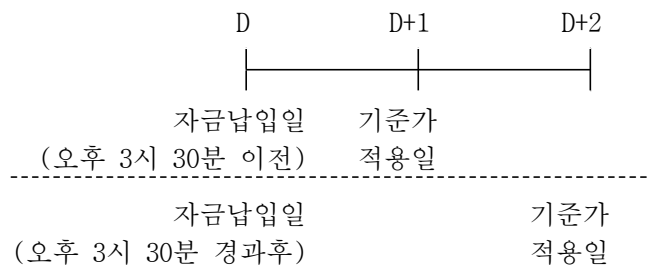 D D+1 D+2
자금납입일 기준가
(오후 3시 30분 이전) 적용일
자금납입일 기준가
(오후 3시 30분 경과후) 적용일